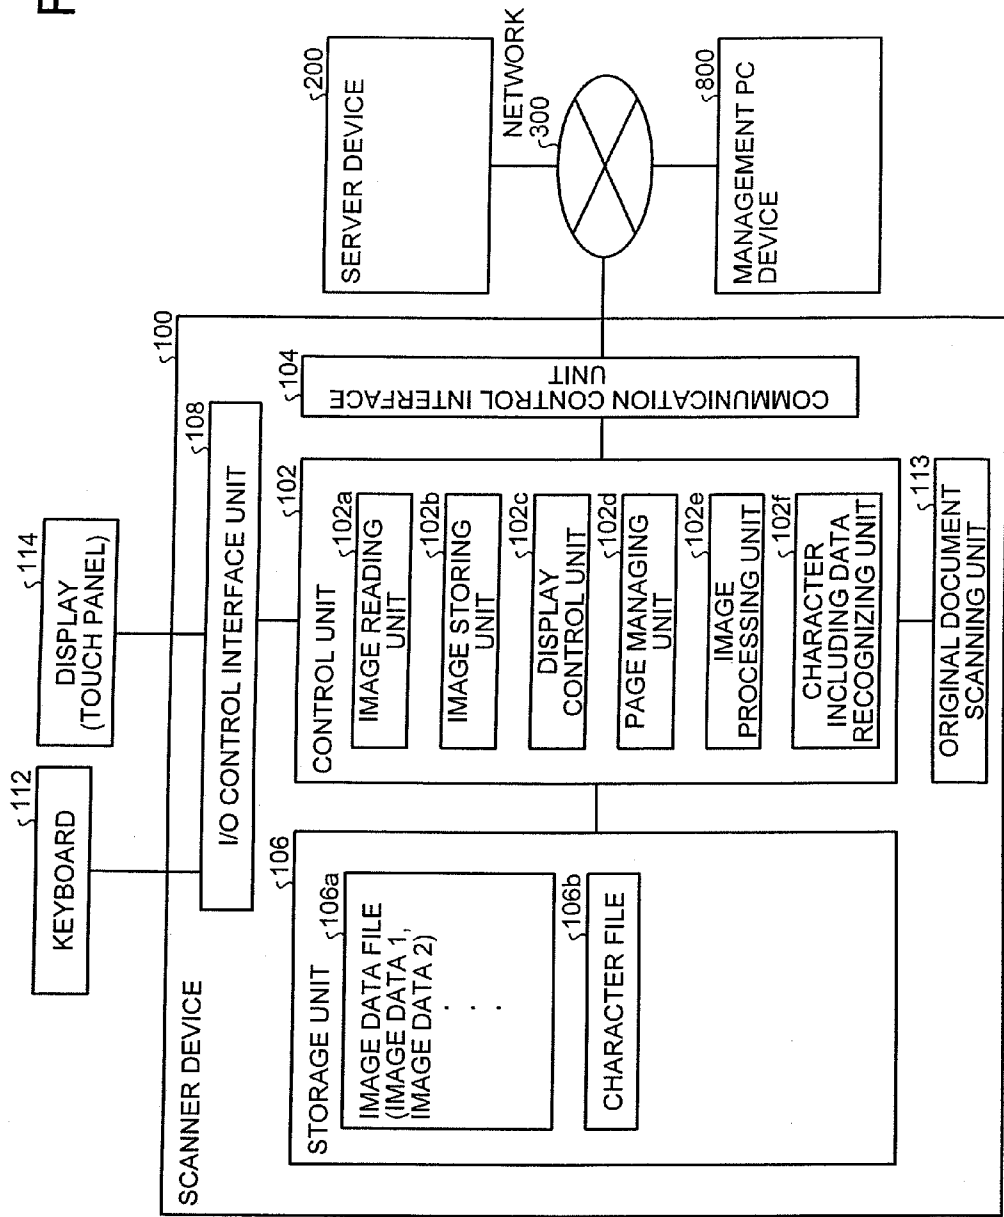 112
KEYBOARD
114
DISPLAY
(TOUCH PANEL)
100
SCANNER DEVICE
108
I/O CONTROL INTERFACE UNIT
106
STORAGE UNIT
106a
IMAGE DATA FILE
(IMAGE DATA 1,
IMAGE DATA 2)
. . .
106b
CHARACTER FILE
102
CONTROL UNIT
102a
IMAGE READING
UNIT
102b
IMAGE STORING
UNIT
102c
DISPLAY
CONTROL UNIT
102d
PAGE MANAGING
UNIT
102e
IMAGE
PROCESSING UNIT
102f
CHARACTER
INCLUDING DATA
RECOGNIZING UNIT
113
ORIGINAL DOCUMENT
SCANNING UNIT
104
COMMUNICATION CONTROL INTERFACE
UNIT
200
SERVER DEVICE
NETWORK
300
800
MANAGEMENT PC
DEVICE